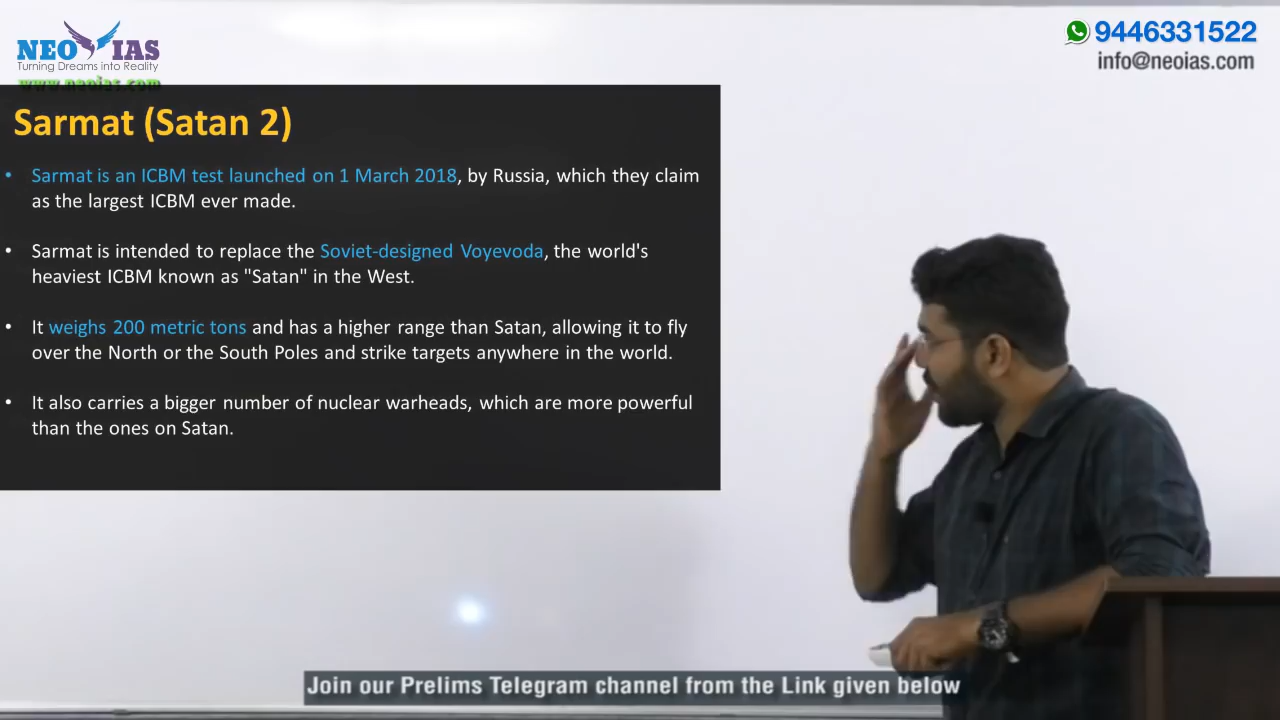 NEO IAS
Turning Dreams into Reality
www.neoias.com
9446331522
info@neoias.com
Sarmat (Satan 2)
• Sarmat is an ICBM test launched on 1 March 2018, by Russia, which they claim
as the largest ICBM ever made.
• Sarmat is intended to replace the Soviet-designed Voyevoda, the world's
heaviest ICBM known as "Satan" in the West.
• It weighs 200 metric tons and has a higher range than Satan, allowing it to fly
over the North or the South Poles and strike targets anywhere in the world.
• It also carries a bigger number of nuclear warheads, which are more powerful
than the ones on Satan.
Join our Prelims Telegram channel from the Link given below